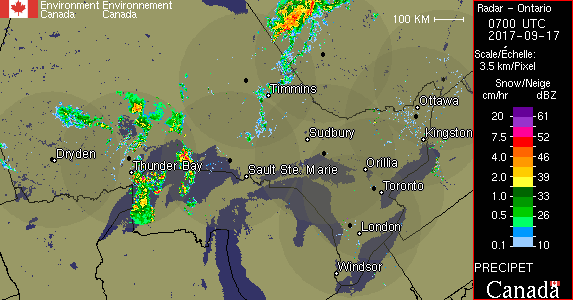 Environment Environnement
Canada Canada
100 KM
Timmins
Ottawa
Sudbury
Kingston
Dryden
Thunder Bay
Sault Ste. Marie
Orillia
Toronto
London
Windsor
Radar - Ontario
0700 UTC
2017-09-17
Scale/Échelle:
3.5 km/Pixel
Snow/Neige
cm/hr dBZ
20 61
7.5 52
4.0 46
2.0 39
1.0 33
0.5 26
0.1 10
PRECIPET
Canada